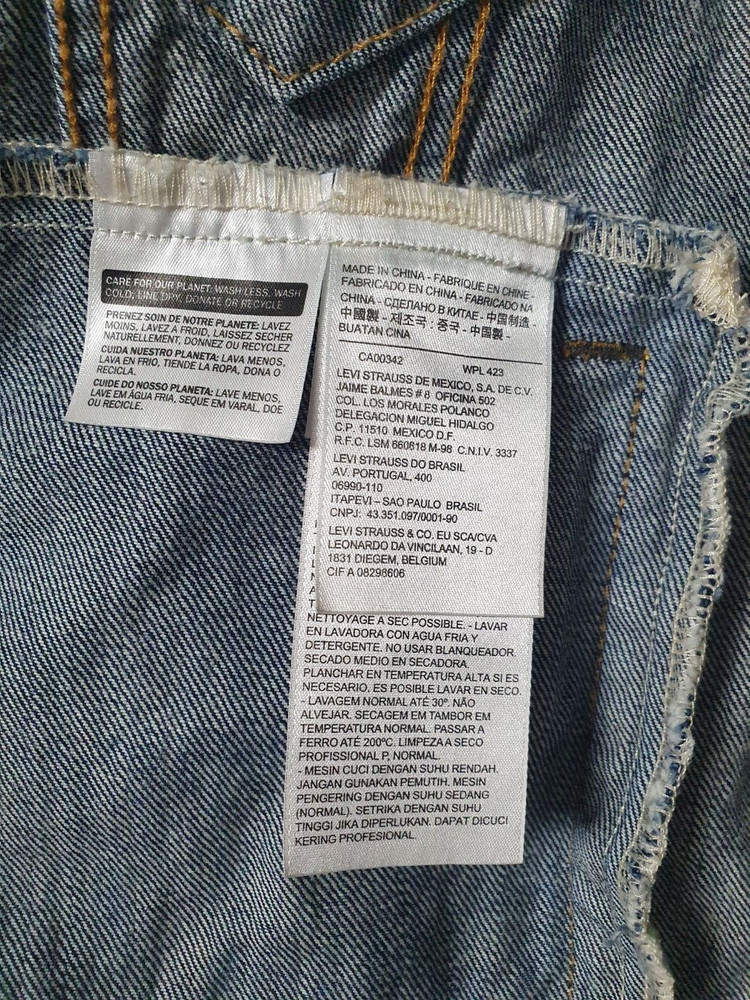 CARE FOR OUR PLANET: WASH LESS, WASH
COLD, LINE DRY, DONATE OR RECYCLE
PRENEZ SOIN DE NOTRE PLANETE: LAVEZ
MOINS, LAVEZ A FROID, LAISSEZ SECHER
NATURELLEMENT, DONNEZ OU RECYCLEZ
CUIDA NUESTRO PLANETA: LAVA MENOS,
LAVA EN FRIO, TIENDE LA ROPA, DONA O
RECICLA.
CUIDE DO NOSSO PLANETA: LAVE MENOS,
LAVE EM ÁGUA FRIA, SEQUE EM VARAL, DOE
OU RECICLE.
MADE IN CHINA - FABRIQUE EN CHINE -
FABRICADO EN CHINA - FABRICADO NA
CHINA - СДЕЛАНО В КИТАЕ - 中国制造 -
中國製 - 제조국 : 중국 - 中国製 -
BUATAN CINA
CA00342 WPL 423
LEVI STRAUSS DE MEXICO, S.A. DE C.V.
JAIME BALMES # 8 OFICINA 502
COL. LOS MORALES POLANCO
DELEGACION MIGUEL HIDALGO
C.P. 11510 MEXICO D.F.
R.F.C. LSM 660618 M-98 C.N.I.V. 3337
LEVI STRAUSS DO BRASIL
AV. PORTUGAL, 400
06990-110
ITAPEVI – SAO PAULO BRASIL
CNPJ: 43.351.097/0001-90
LEVI STRAUSS & CO. EU SCA/CVA
LEONARDO DA VINCILAAN, 19 - D
1831 DIEGEM, BELGIUM
CIF A 08298606
NETTOYAGE A SEC POSSIBLE. - LAVAR
EN LAVADORA CON AGUA FRIA Y
DETERGENTE. NO USAR BLANQUEADOR.
SECADO MEDIO EN SECADORA.
PLANCHAR EN TEMPERATURA ALTA SI ES
NECESARIO. ES POSIBLE LAVAR EN SECO.
- LAVAGEM NORMAL ATÉ 30º. NÃO
ALVEJAR. SECAGEM EM TAMBOR EM
TEMPERATURA NORMAL. PASSAR A
FERRO ATÉ 200ºC. LIMPEZA A SECO
PROFISSIONAL P, NORMAL.
- MESIN CUCI DENGAN SUHU RENDAH.
JANGAN GUNAKAN PEMUTIH. MESIN
PENGERING DENGAN SUHU SEDANG
(NORMAL). SETRIKA DENGAN SUHU
TINGGI JIKA DIPERLUKAN. DAPAT DICUCI
KERING PROFESIONAL.